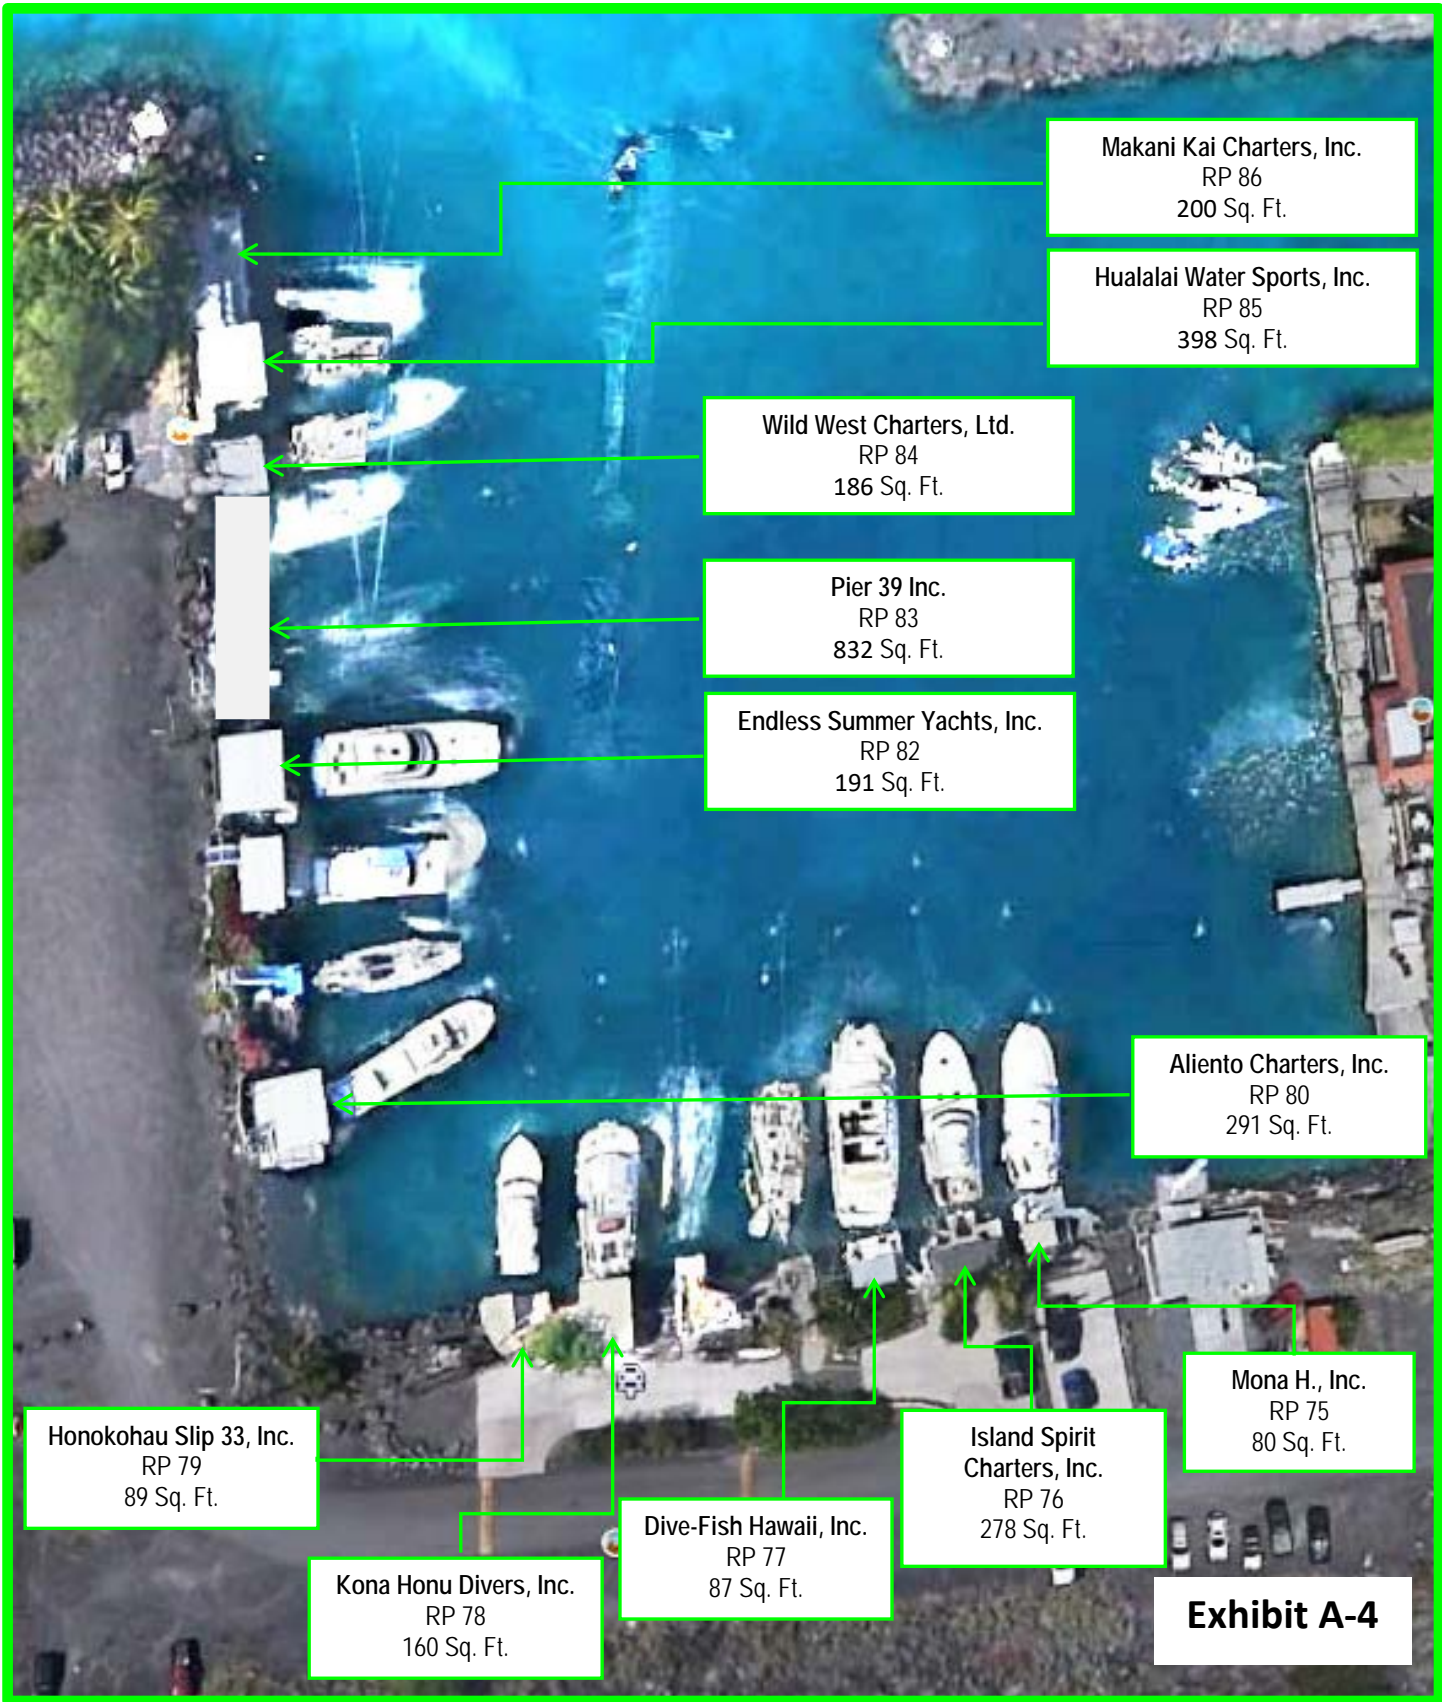 Makani Kai Charters, Inc.
RP 86
200 Sq. Ft.
Hualalai Water Sports, Inc.
RP 85
398 Sq. Ft.
Wild West Charters, Ltd.
RP 84
186 Sq. Ft.
Pier 39 Inc.
RP 83
832 Sq. Ft.
Endless Summer Yachts, Inc.
RP 82
191 Sq. Ft.
Aliento Charters, Inc.
RP 80
291 Sq. Ft.
Mona H., Inc.
RP 75
80 Sq. Ft.
Island Spirit
Charters, Inc.
RP 76
278 Sq. Ft.
Honokohau Slip 33, Inc.
RP 79
89 Sq. Ft.
Dive-Fish Hawaii, Inc.
RP 77
87 Sq. Ft.
Kona Honu Divers, Inc.
RP 78
160 Sq. Ft.
Exhibit A-4